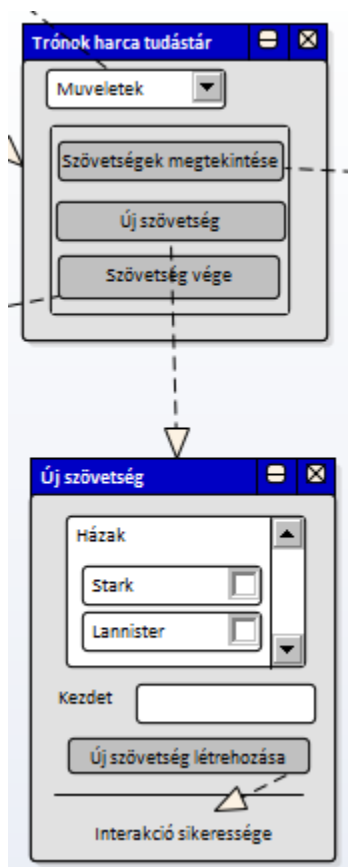 Trónok harca tudástár
Muveletek
Szövetségek megtekintése
Új szövetség
Szövetség vége
Új szövetség
Házak
Stark
Lannister
Kezdet
Új szövetség létrehozása
Interakció sikeressége